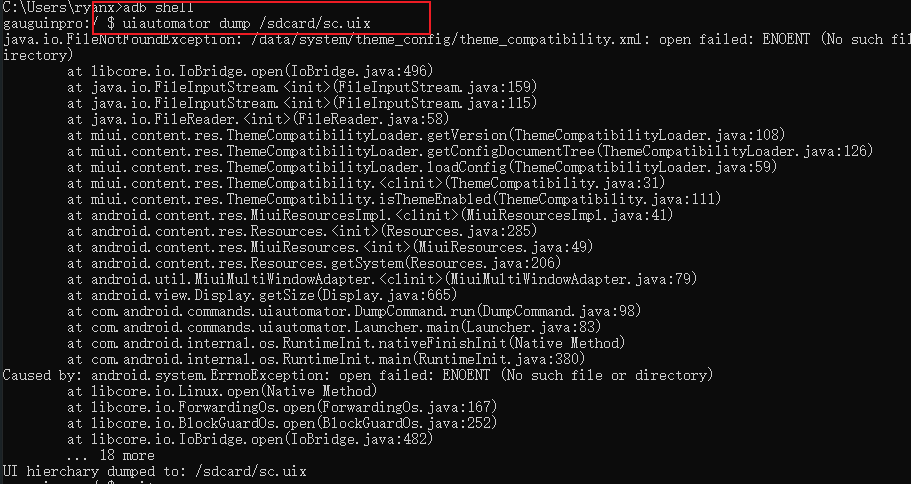 C:\Users\ryanx>adb shell
gauguinpro:/ $ uiautomator dump /sdcard/sc.uix
java.io.FileNotFoundException: /data/system/theme_config/theme_compatibility.xml: open failed: ENOENT (No such fil
irectory)
at libcore.io.IoBridge.open(IoBridge.java:496)
at java.io.FileInputStream.<init>(FileInputStream.java:159)
at java.io.FileInputStream.<init>(FileInputStream.java:115)
at java.io.FileReader.<init>(FileReader.java:58)
at miui.content.res.ThemeCompatibilityLoader.getVersion(ThemeCompatibilityLoader.java:108)
at miui.content.res.ThemeCompatibilityLoader.getConfigDocumentTree(ThemeCompatibilityLoader.java:126)
at miui.content.res.ThemeCompatibilityLoader.loadConfig(ThemeCompatibilityLoader.java:59)
at miui.content.res.ThemeCompatibility.<clinit>(ThemeCompatibility.java:31)
at miui.content.res.ThemeCompatibility.isThemeEnabled(ThemeCompatibility.java:111)
at android.content.res.MiuiResourcesImpl.<clinit>(MiuiResourcesImpl.java:41)
at android.content.res.Resources.<init>(Resources.java:285)
at android.content.res.MiuiResources.<init>(MiuiResources.java:49)
at android.content.res.Resources.getSystem(Resources.java:206)
at android.util.MiuiMultiWindowAdapter.<clinit>(MiuiMultiWindowAdapter.java:79)
at android.view.Display.getSize(Display.java:665)
at com.android.commands.uiautomator.DumpCommand.run(DumpCommand.java:98)
at com.android.commands.uiautomator.Launcher.main(Launcher.java:83)
at com.android.internal.os.RuntimeInit.nativeFinishInit(Native Method)
at com.android.internal.os.RuntimeInit.main(RuntimeInit.java:380)
Caused by: android.system.ErrnoException: open failed: ENOENT (No such file or directory)
at libcore.io.Linux.open(Native Method)
at libcore.io.ForwardingOs.open(ForwardingOs.java:167)
at libcore.io.BlockGuardOs.open(BlockGuardOs.java:252)
at libcore.io.IoBridge.open(IoBridge.java:482)
... 18 more
UI hierchary dumped to: /sdcard/sc.uix